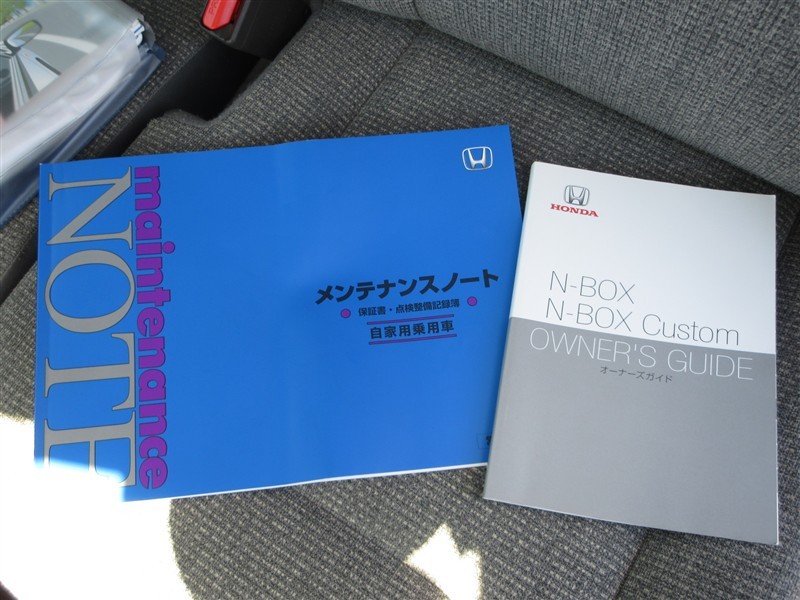 maintenance
NOTE
メンテナンスノート
保証書・点検整備記録簿
自家用乗用車
HONDA
N-BOX
N-BOX Custom
OWNER'S GUIDE
オーナーズガイド